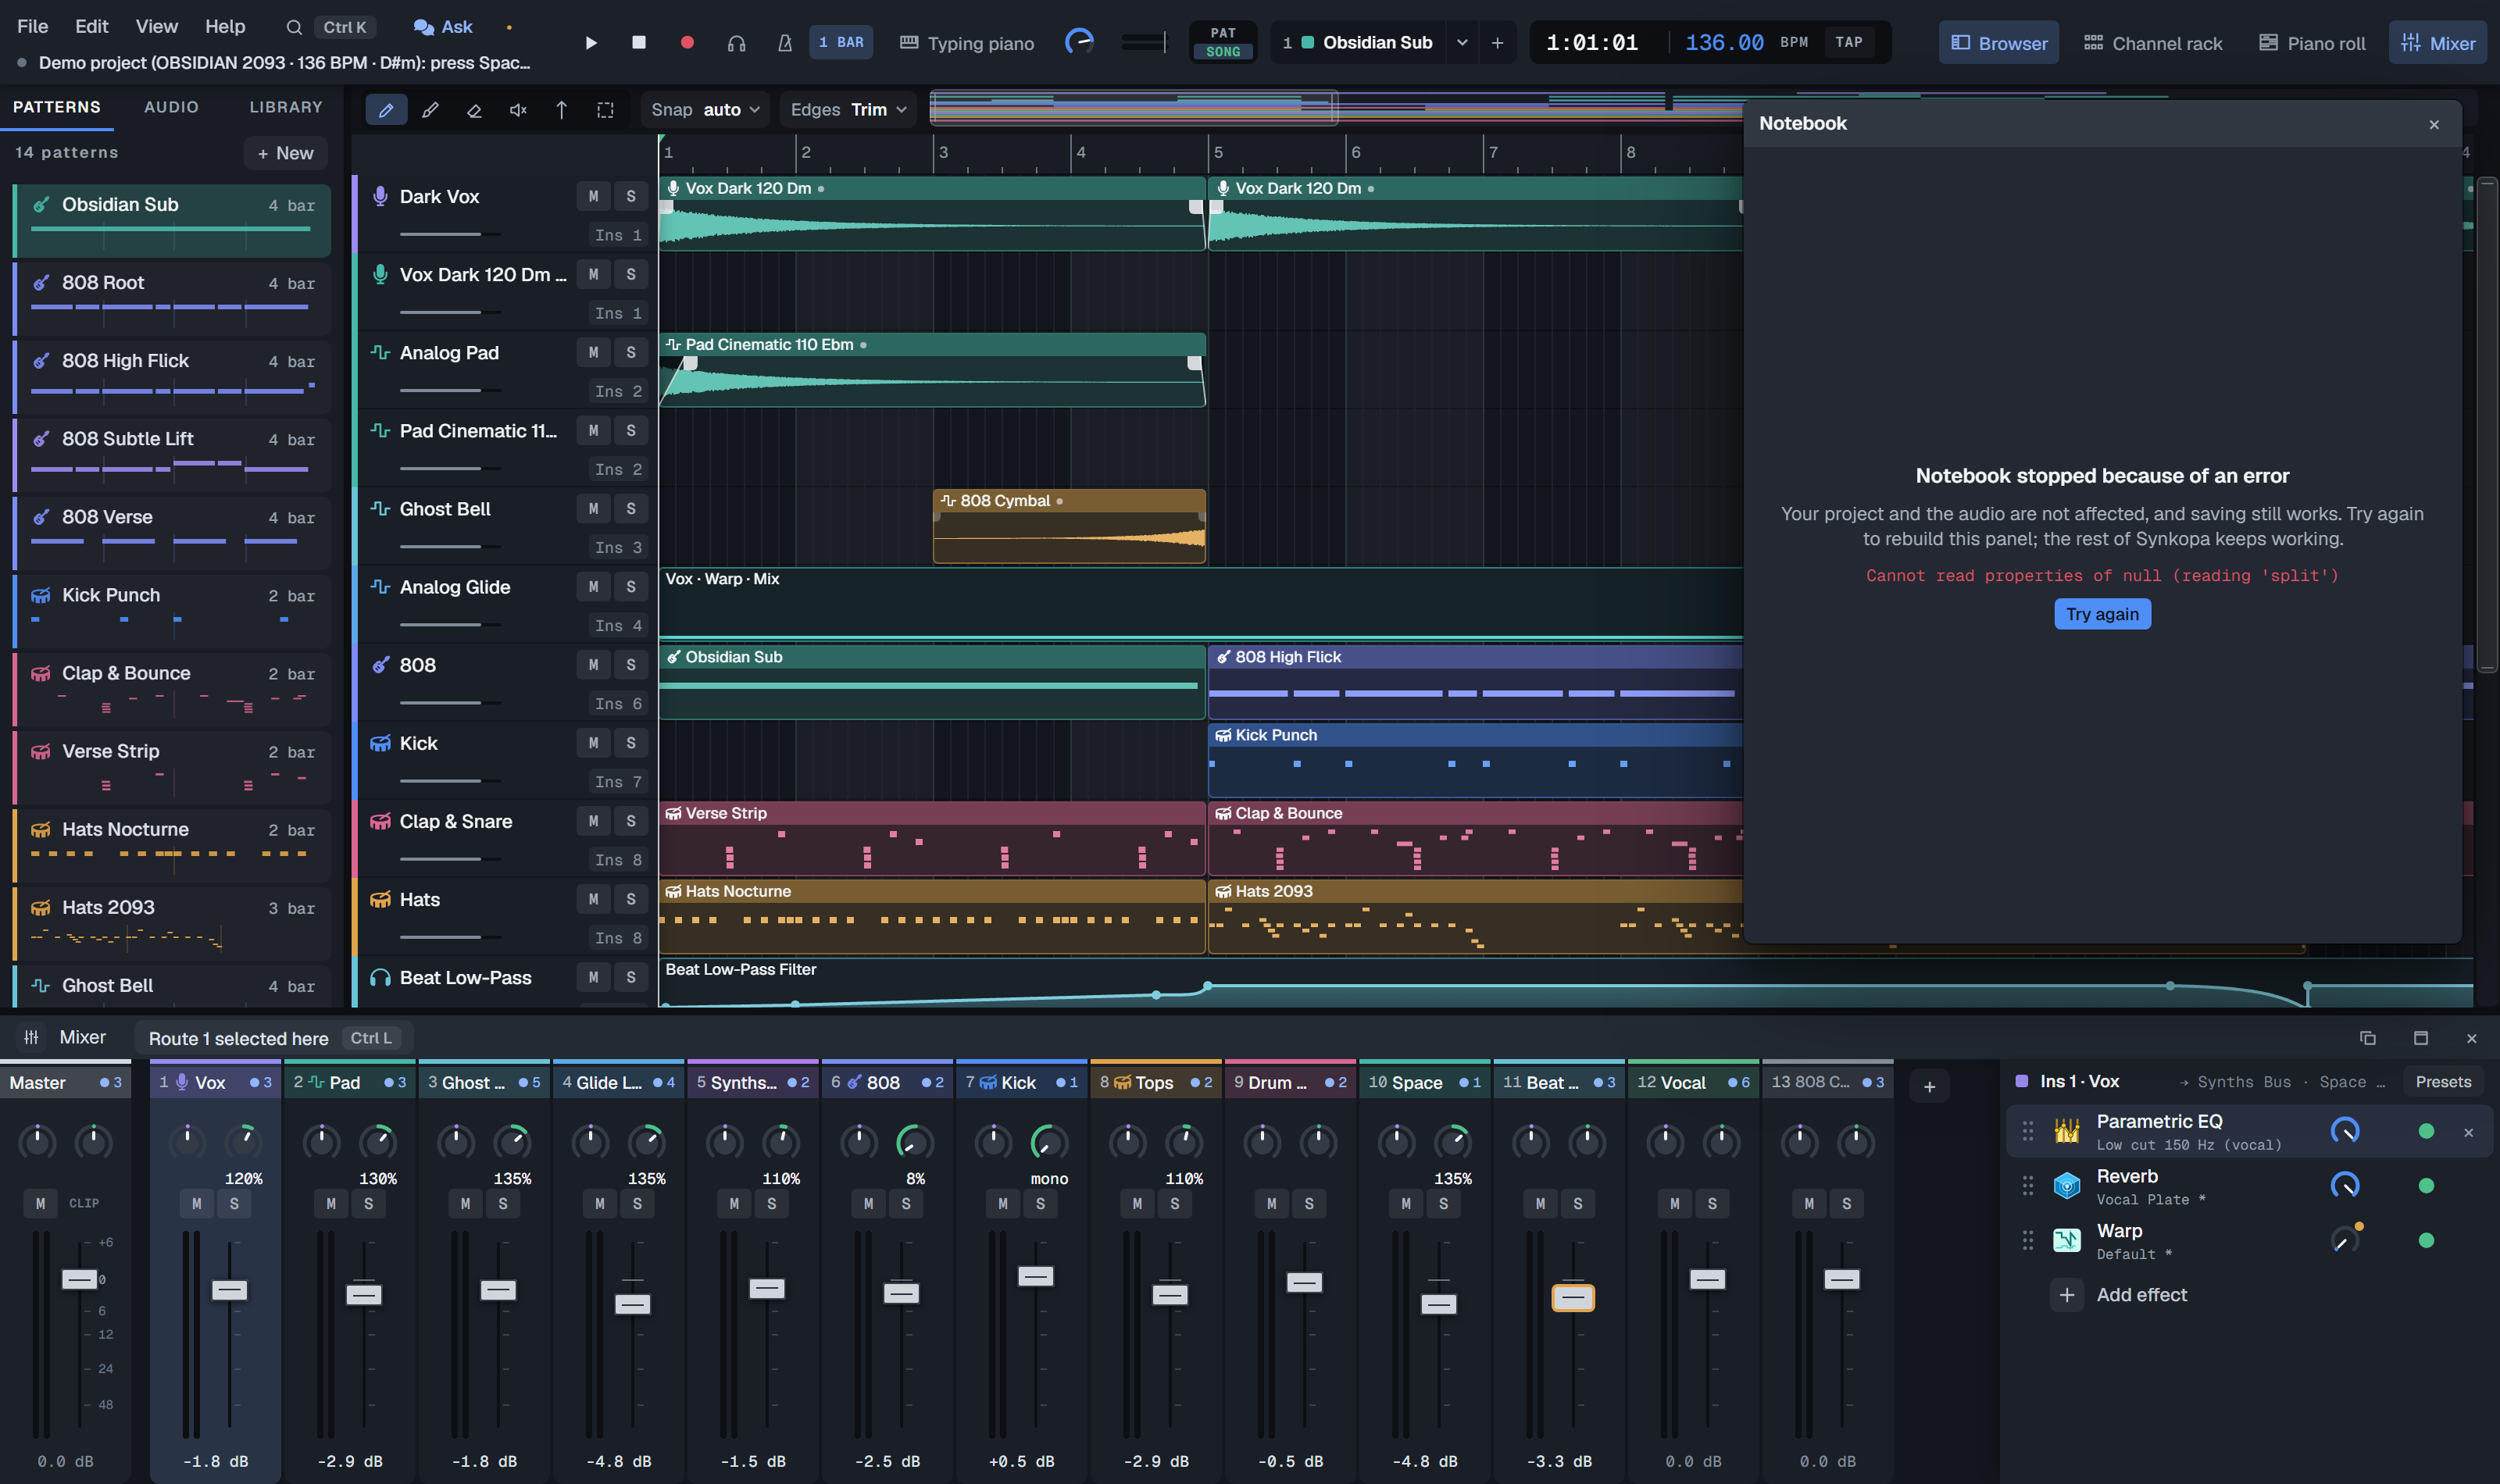 File Edit View Help Ctrl K Ask
Demo project (OBSIDIAN 2093 · 136 BPM · D#m): press Spac...
1 BAR Typing piano PAT SONG 1 Obsidian Sub + 1:01:01 136.00 BPM TAP Browser Channel rack Piano roll Mixer
PATTERNS AUDIO LIBRARY
14 patterns + New
Obsidian Sub 4 bar
808 Root 4 bar
808 High Flick 4 bar
808 Subtle Lift 4 bar
808 Verse 4 bar
Kick Punch 2 bar
Clap & Bounce 2 bar
Verse Strip 2 bar
Hats Nocturne 2 bar
Hats 2093 3 bar
Ghost Bell 4 bar
Snap auto Edges Trim
1 2 3 4 5 6 7 8 4
Dark Vox M S
Ins 1
Vox Dark 120 Dm ... M S
Ins 1
Analog Pad M S
Ins 2
Pad Cinematic 11... M S
Ins 2
Ghost Bell M S
Ins 3
Analog Glide M S
Ins 4
808 M S
Ins 6
Kick M S
Ins 7
Clap & Snare M S
Ins 8
Hats M S
Ins 8
Beat Low-Pass M S
Vox Dark 120 Dm Vox Dark 120 Dm
Pad Cinematic 110 Ebm
808 Cymbal
Vox · Warp · Mix
Obsidian Sub 808 High Flick
Kick Punch
Verse Strip Clap & Bounce
Hats Nocturne Hats 2093
Beat Low-Pass Filter
Notebook
Notebook stopped because of an error
Your project and the audio are not affected, and saving still works. Try again
to rebuild this panel; the rest of Synkopa keeps working.
Cannot read properties of null (reading 'split')
Try again
Mixer Route 1 selected here Ctrl L
Master 3 1 Vox 3 2 Pad 3 3 Ghost ... 5 4 Glide L... 4 5 Synths... 2 6 808 2 7 Kick 1 8 Tops 2 9 Drum ... 2 10 Space 1 11 Beat ... 3 12 Vocal 6 13 808 C... 3 +
120% 130% 135% 135% 110% 8% mono 110% 135%
M CLIP M S M S M S M S M S M S M S M S M S M S M S M S M S
+6
0
6
12
24
48
0.0 dB -1.8 dB -2.9 dB -1.8 dB -4.8 dB -1.5 dB -2.5 dB +0.5 dB -2.9 dB -0.5 dB -4.8 dB -3.3 dB 0.0 dB 0.0 dB
Ins 1 · Vox → Synths Bus · Space ... Presets
Parametric EQ
Low cut 150 Hz (vocal)
Reverb
Vocal Plate *
Warp
Default *
+ Add effect